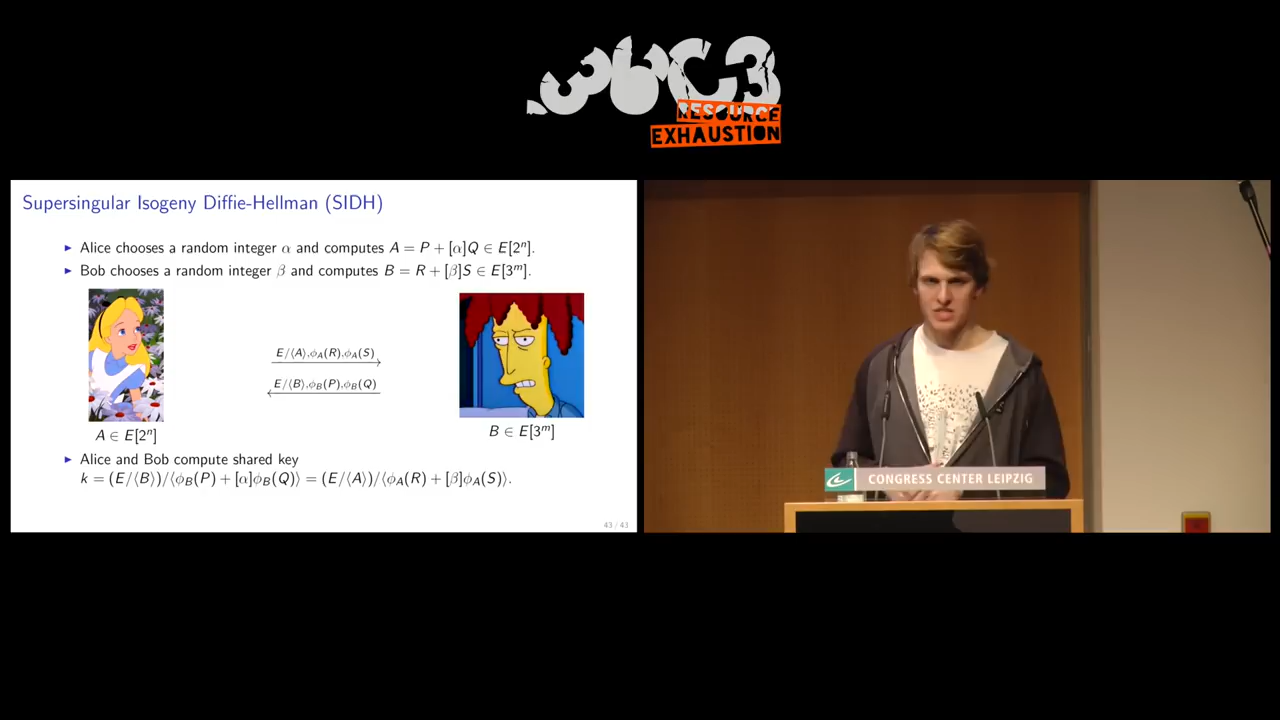 36C3
RESOURCE
EXHAUSTION
Supersingular Isogeny Diffie-Hellman (SIDH)
▶ Alice chooses a random integer α and computes A = P + [α]Q ∈ E[2ⁿ].
▶ Bob chooses a random integer β and computes B = R + [β]S ∈ E[3ᵐ].
E/⟨A⟩,ϕ_A(R),ϕ_A(S)
E/⟨B⟩,ϕ_B(P),ϕ_B(Q)
A ∈ E[2ⁿ]
B ∈ E[3ᵐ]
▶ Alice and Bob compute shared key
k = (E/⟨B⟩)/⟨ϕ_B(P) + [α]ϕ_B(Q)⟩ = (E/⟨A⟩)/⟨ϕ_A(R) + [β]ϕ_A(S)⟩.
43 / 43
CONGRESS CENTER LEIPZIG